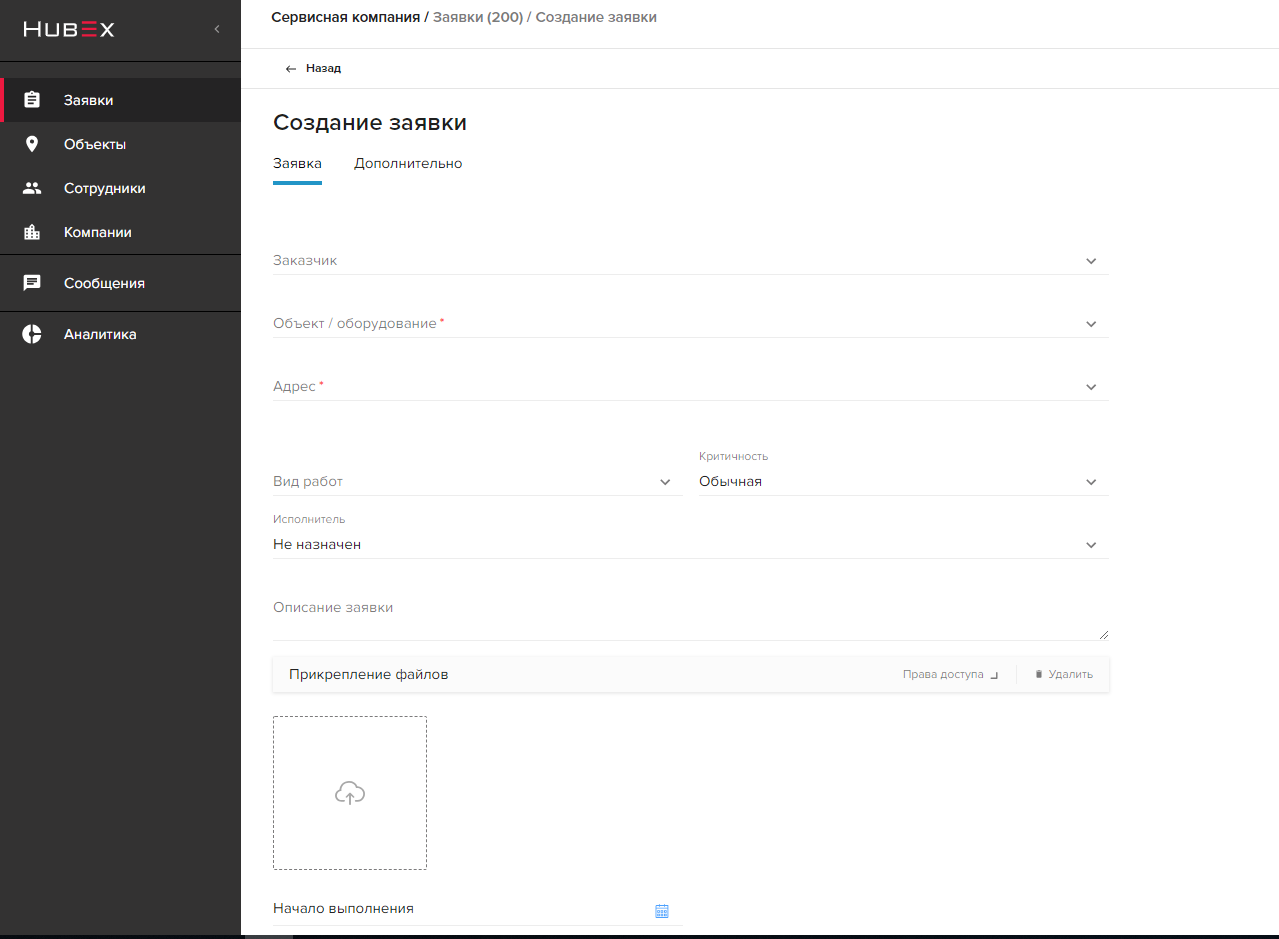 HUBEX
Сервисная компания / Заявки (200) / Создание заявки
Назад
Заявки
Объекты
Сотрудники
Компании
Сообщения
Аналитика
Создание заявки
Заявка Дополнительно
Заказчик
Объект / оборудование *
Адрес *
Критичность
Вид работ Обычная
Исполнитель
Не назначен
Описание заявки
Прикрепление файлов Права доступа Удалить
Начало выполнения